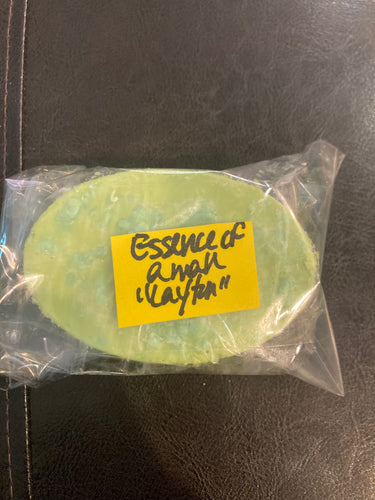 Essence of
a man
"Layton"